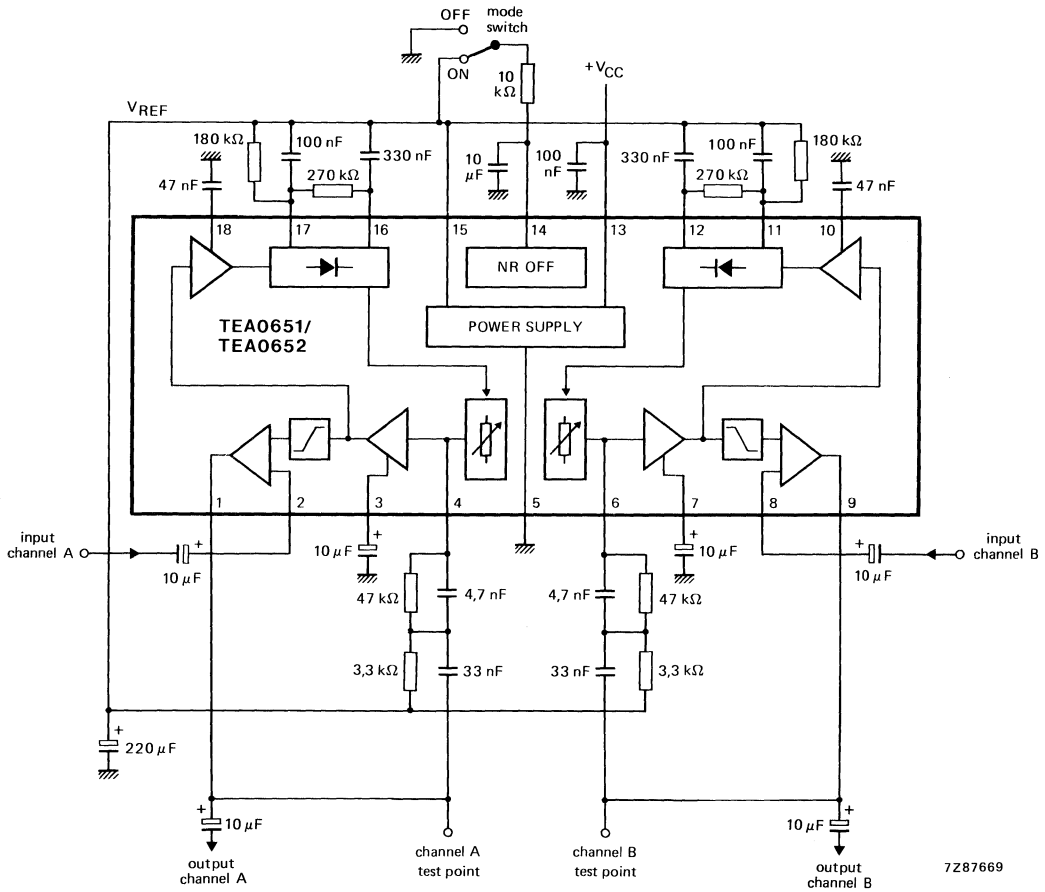 OFF
mode
switch
ON
10
kΩ
+VCC
VREF
180 kΩ
100 nF
330 nF
10
μF
100
nF
330 nF
100 nF
180 kΩ
47 nF
270 kΩ
270 kΩ
47 nF
18
17
16
15
14
13
12
11
10
NR OFF
POWER SUPPLY
TEA0651/
TEA0652
1
2
3
4
5
6
7
8
9
input
channel A
+
10 μF
10 μF
+
+
10 μF
+
10 μF
input
channel B
47 kΩ
4,7 nF
4,7 nF
47 kΩ
3,3 kΩ
33 nF
33 nF
3,3 kΩ
+
220 μF
+
10 μF
output
channel A
channel A
test point
channel B
test point
+
10 μF
output
channel B
7Z87669